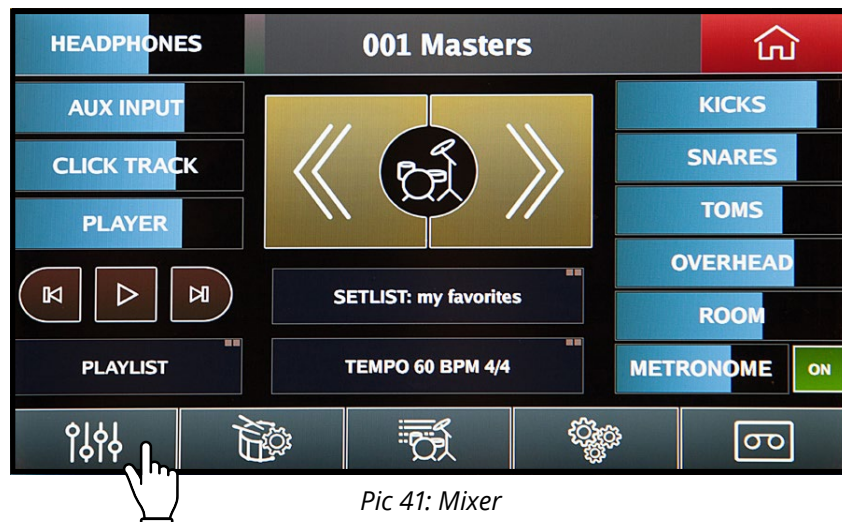 HEADPHONES
001 Masters
AUX INPUT
KICKS
CLICK TRACK
SNARES
PLAYER
TOMS
OVERHEAD
SETLIST: my favorites
ROOM
PLAYLIST
TEMPO 60 BPM 4/4
METRONOME
ON
Pic 41: Mixer